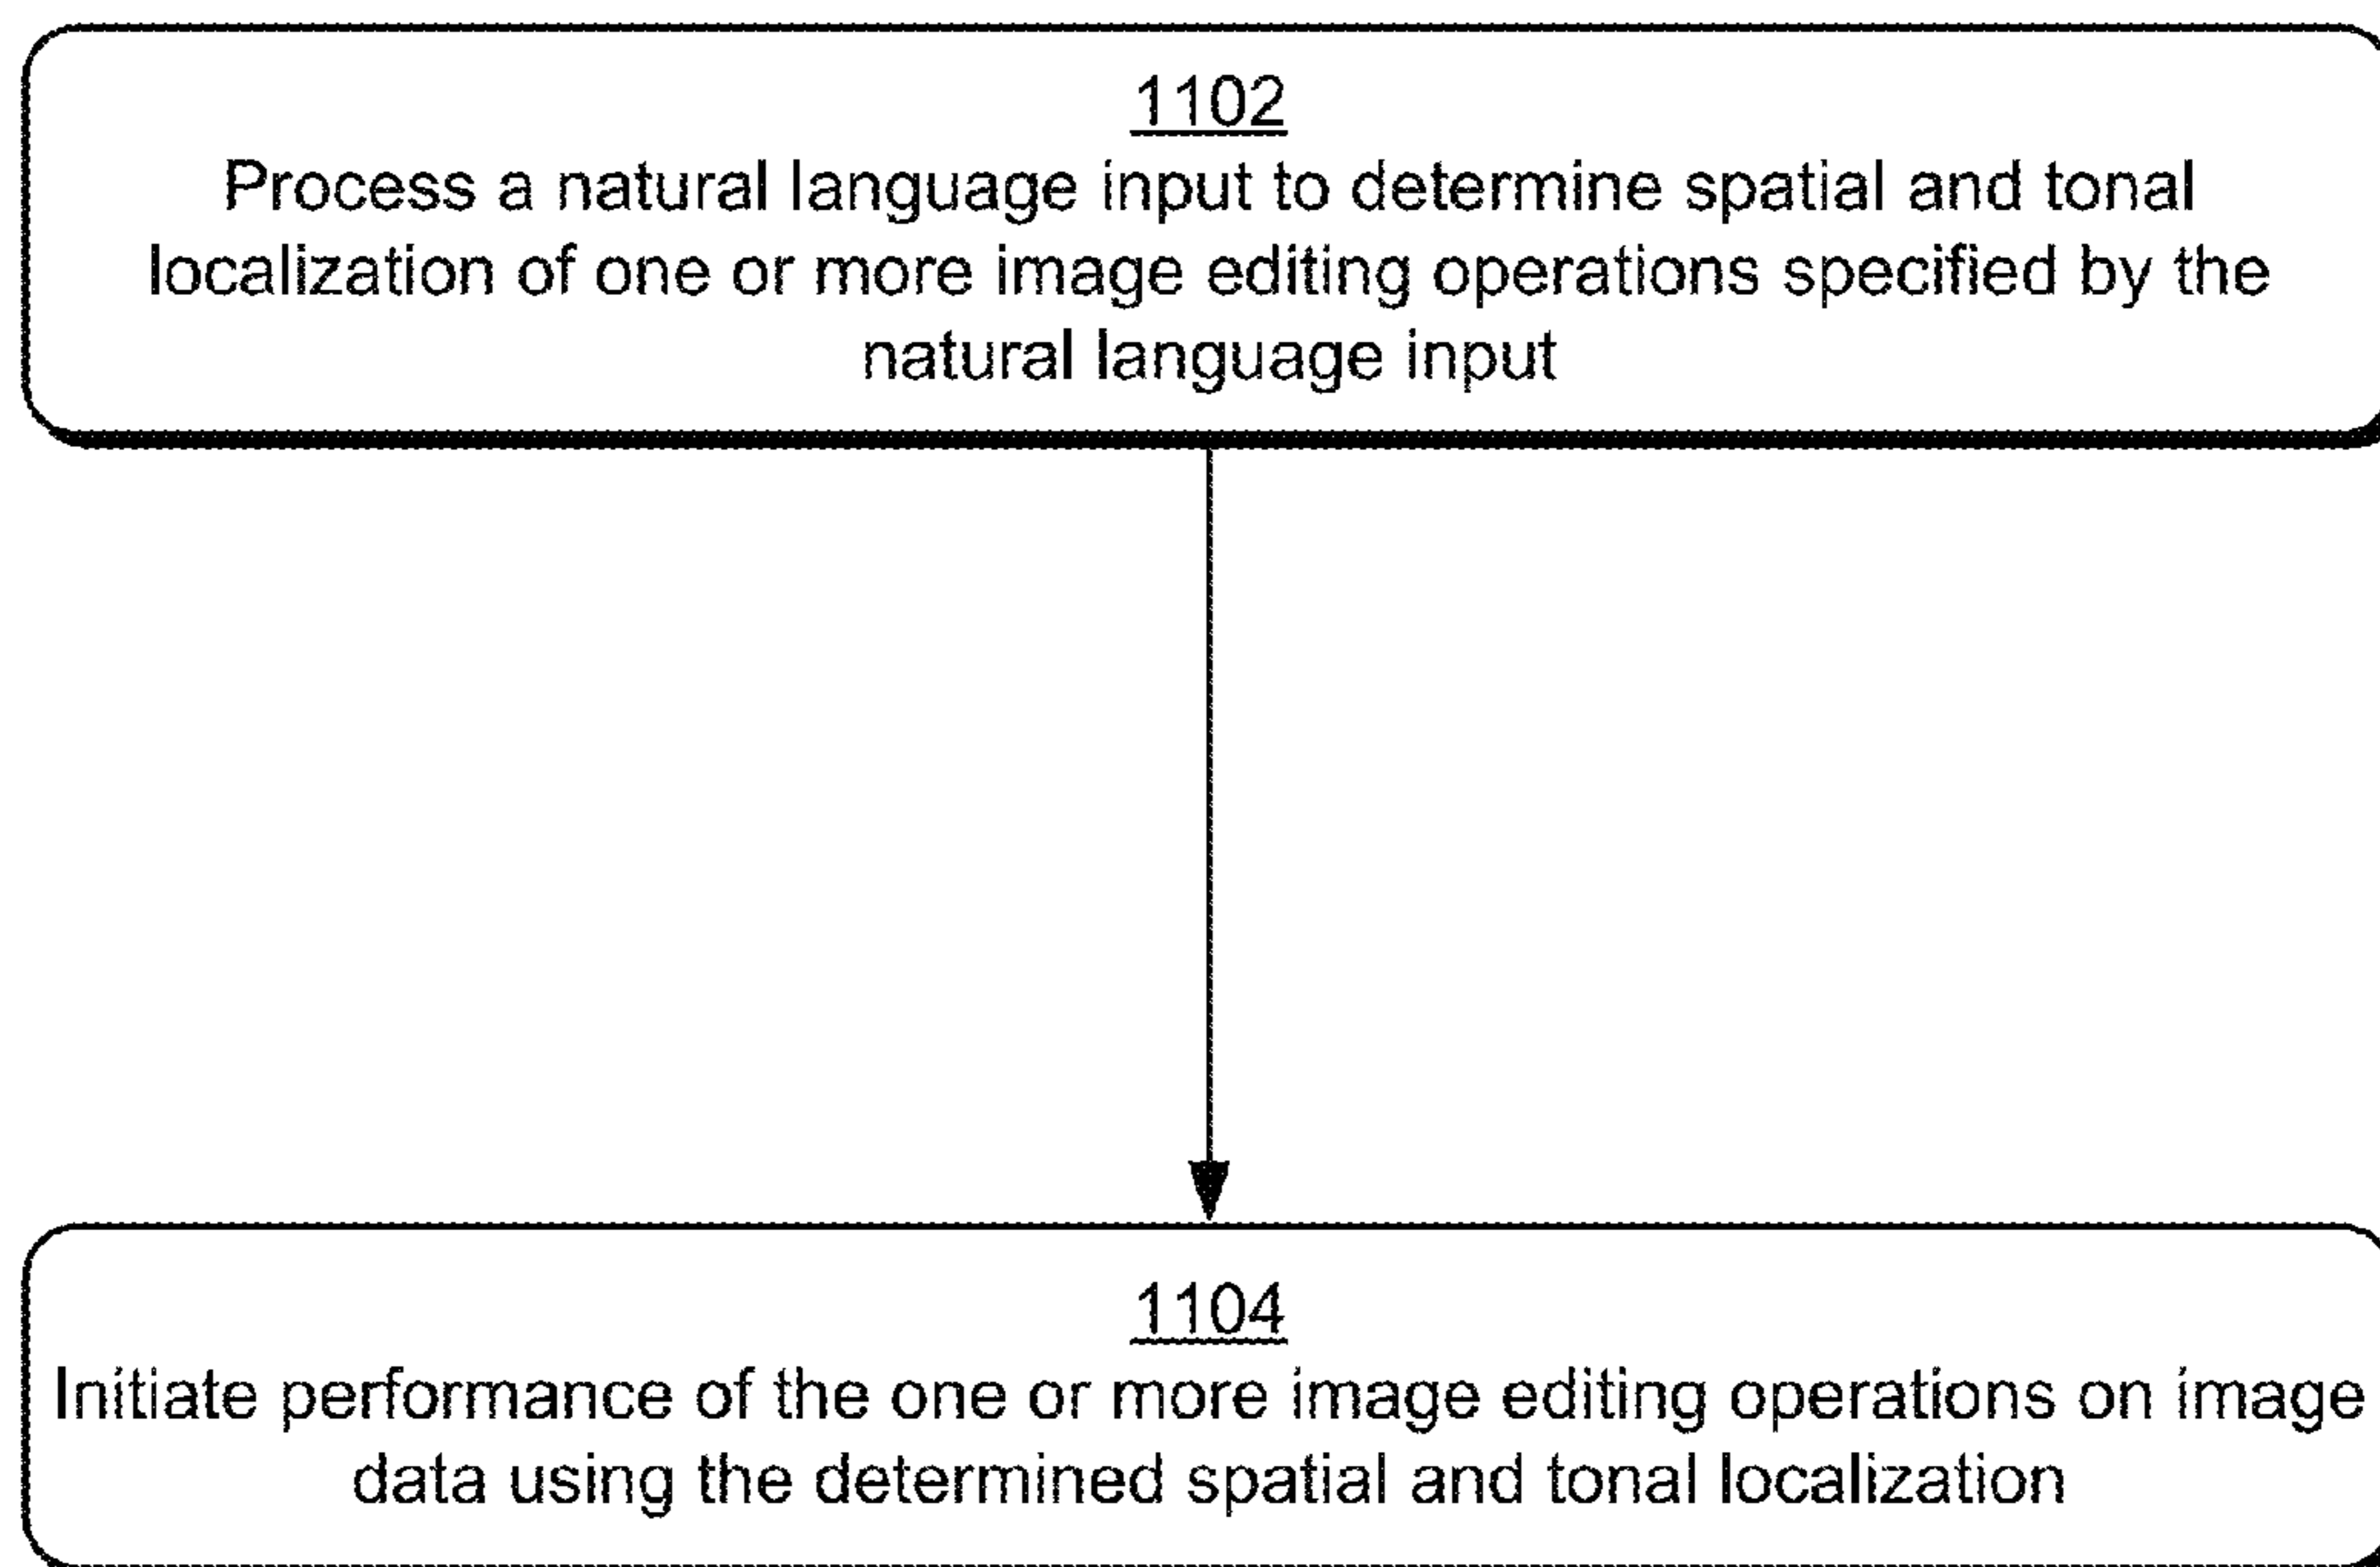 1102
Process a natural language input to determine spatial and tonal
localization of one or more image editing operations specified by the
natural language input
1104
Initiate performance of the one or more image editing operations on image
data using the determined spatial and tonal localization